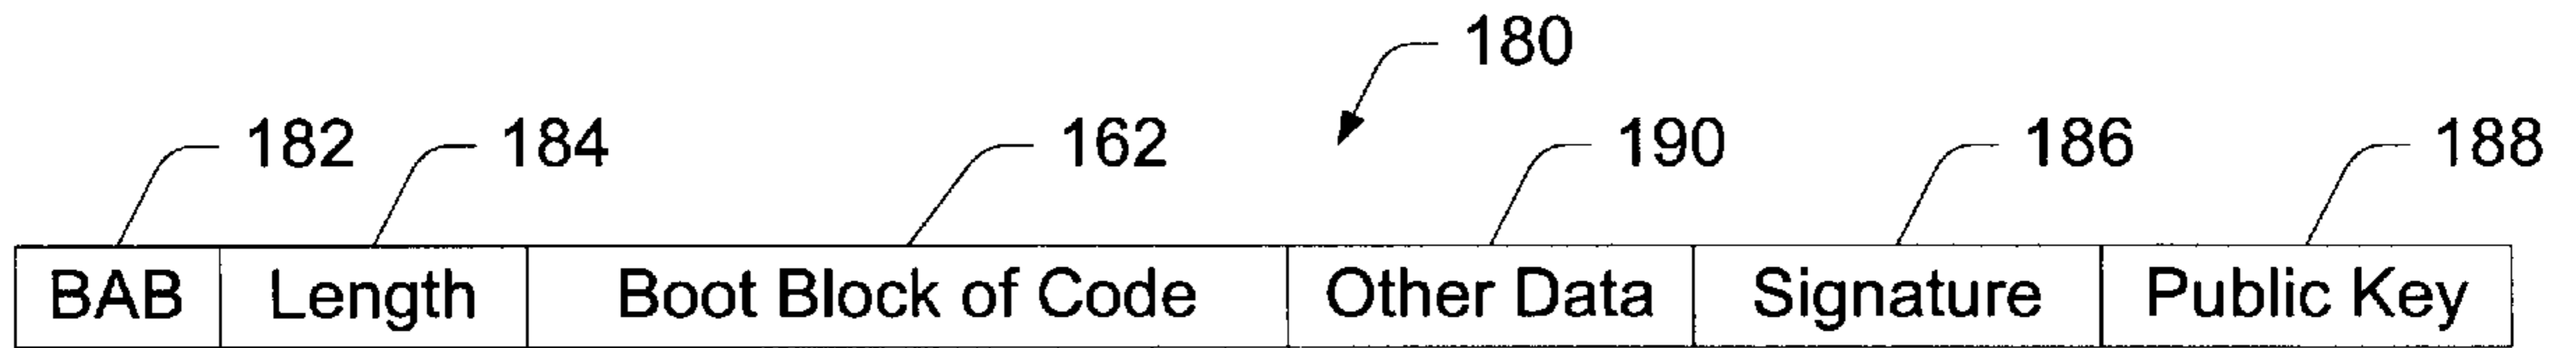 180
182 184 162 190 186 188
BAB Length Boot Block of Code Other Data Signature Public Key